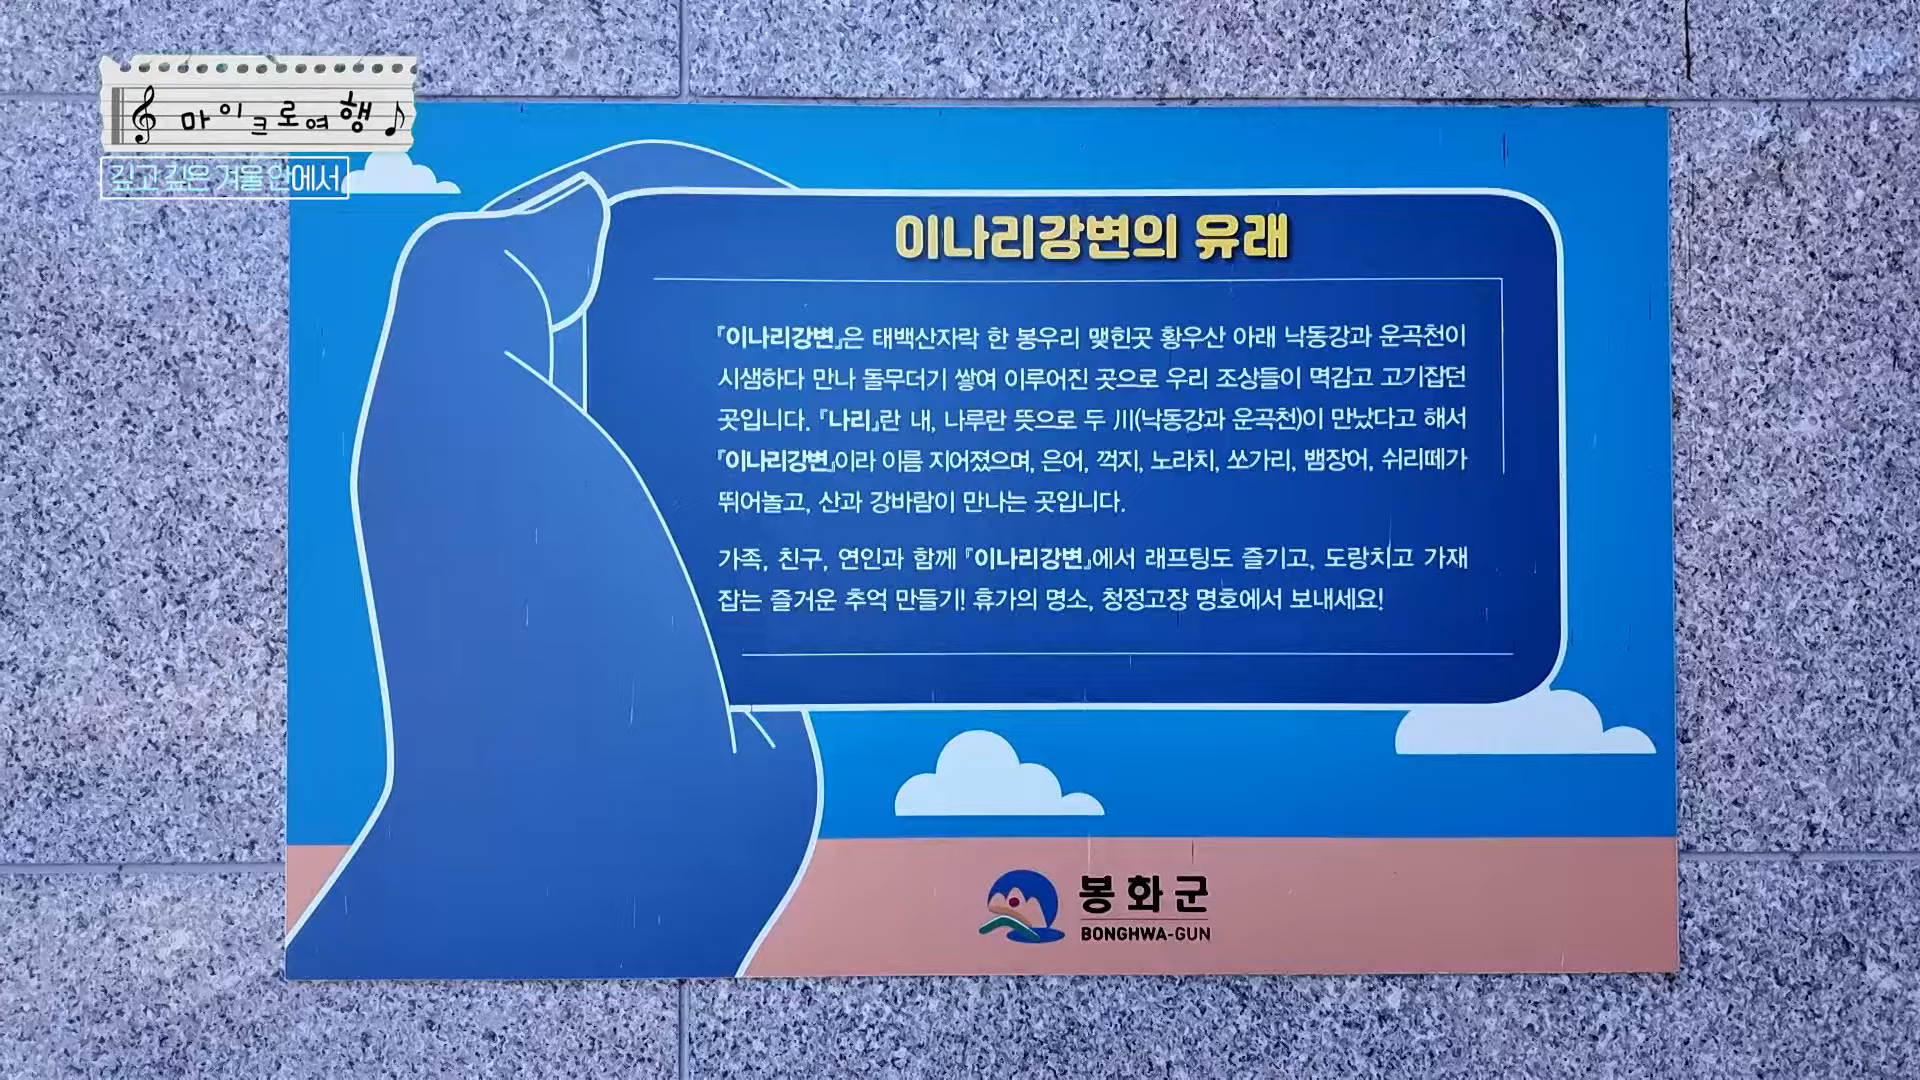 마이크로여행
깊고 깊은 겨울 안에서
이나리강변의 유래
『이나리강변』은 태백산자락 한 봉우리 맺힌곳 황우산 아래 낙동강과 운곡천이
시샘하다 만나 돌무더기 쌓여 이루어진 곳으로 우리 조상들이 멱감고 고기잡던
곳입니다. 『나리』란 내, 나루란 뜻으로 두 川(낙동강과 운곡천)이 만났다고 해서
『이나리강변』이라 이름 지어졌으며, 은어, 꺽지, 노라치, 쏘가리, 뱀장어, 쉬리떼가
뛰어놀고, 산과 강바람이 만나는 곳입니다.
가족, 친구, 연인과 함께 『이나리강변』에서 래프팅도 즐기고, 도랑치고 가재
잡는 즐거운 추억 만들기! 휴가의 명소, 청정고장 명호에서 보내세요!
봉화군
BONGHWA-GUN